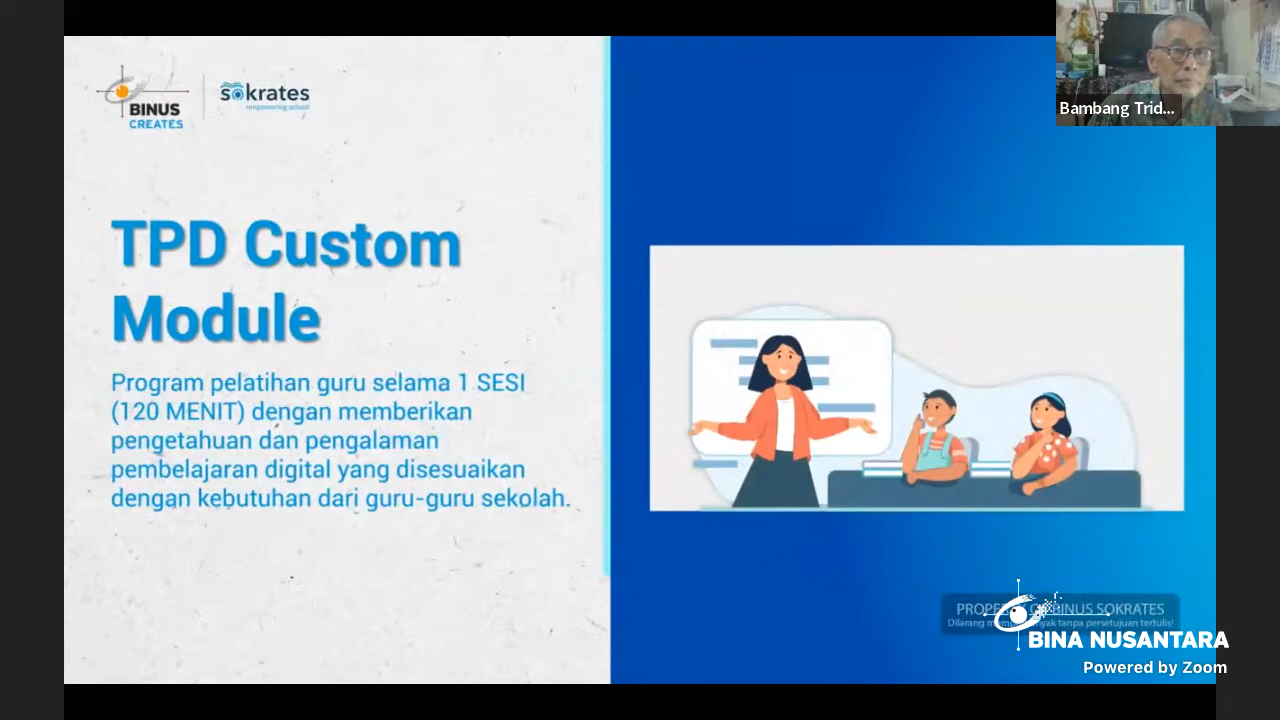 BINUS
CREATES
sokrates
empowering school
Bambang Trid...
TPD Custom
Module
Program pelatihan guru selama 1 SESI
(120 MENIT) dengan memberikan
pengetahuan dan pengalaman
pembelajaran digital yang disesuaikan
dengan kebutuhan dari guru-guru sekolah.
BINUS SOKRATES
Dilarang tanpa persetujuan tertulis!
BINA NUSANTARA
Powered by Zoom